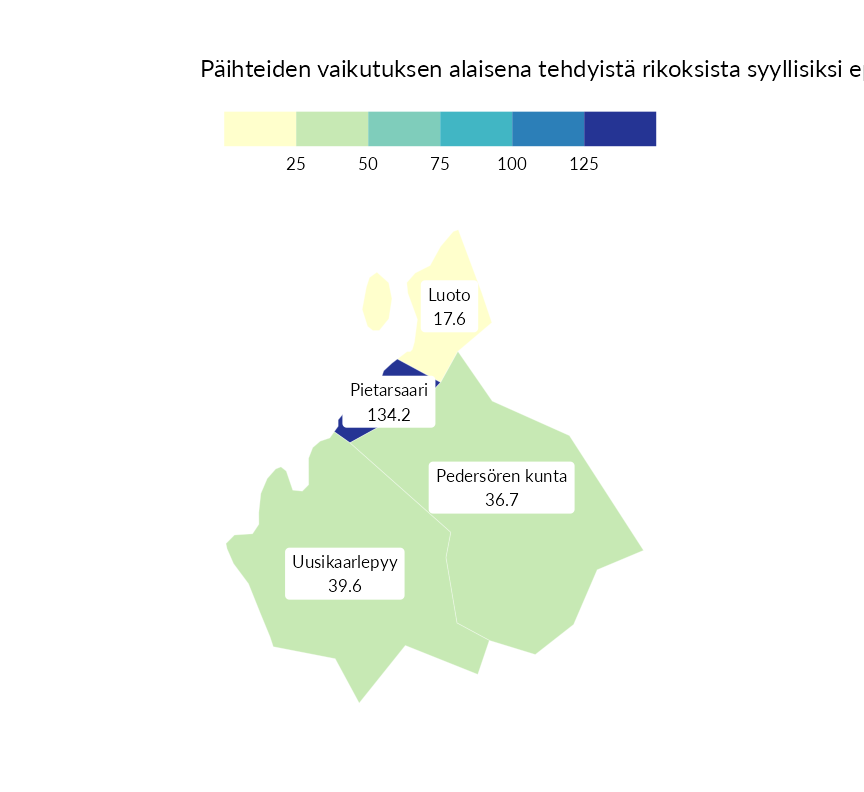 Päihteiden vaikutuksen alaisena tehdyistä rikoksista syyllisiksi
25 50 75 100 125
Luoto
17.6
Pietarsaari
134.2
Pedersören kunta
36.7
Uusikaarlepyy
39.6